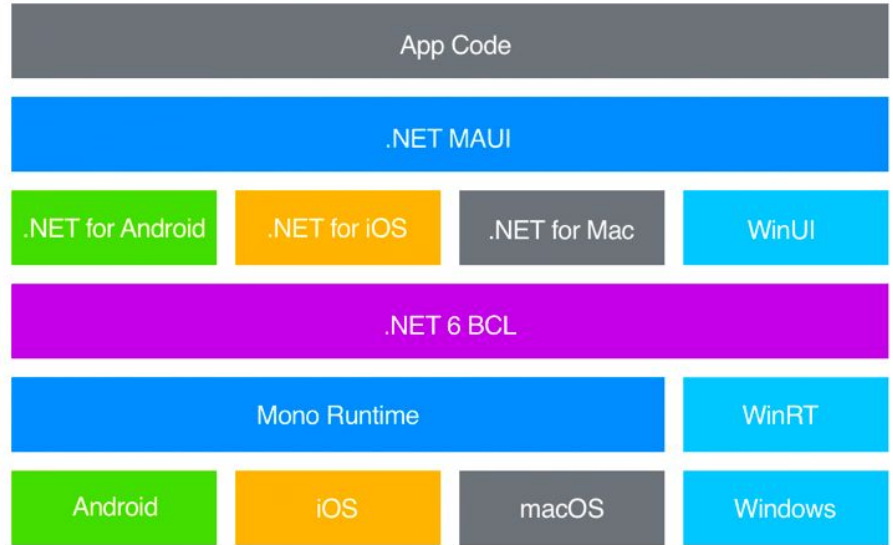 App Code
.NET MAUI
.NET for Android
.NET for iOS
.NET for Mac
WinUI
.NET 6 BCL
Mono Runtime
WinRT
Android
iOS
macOS
Windows